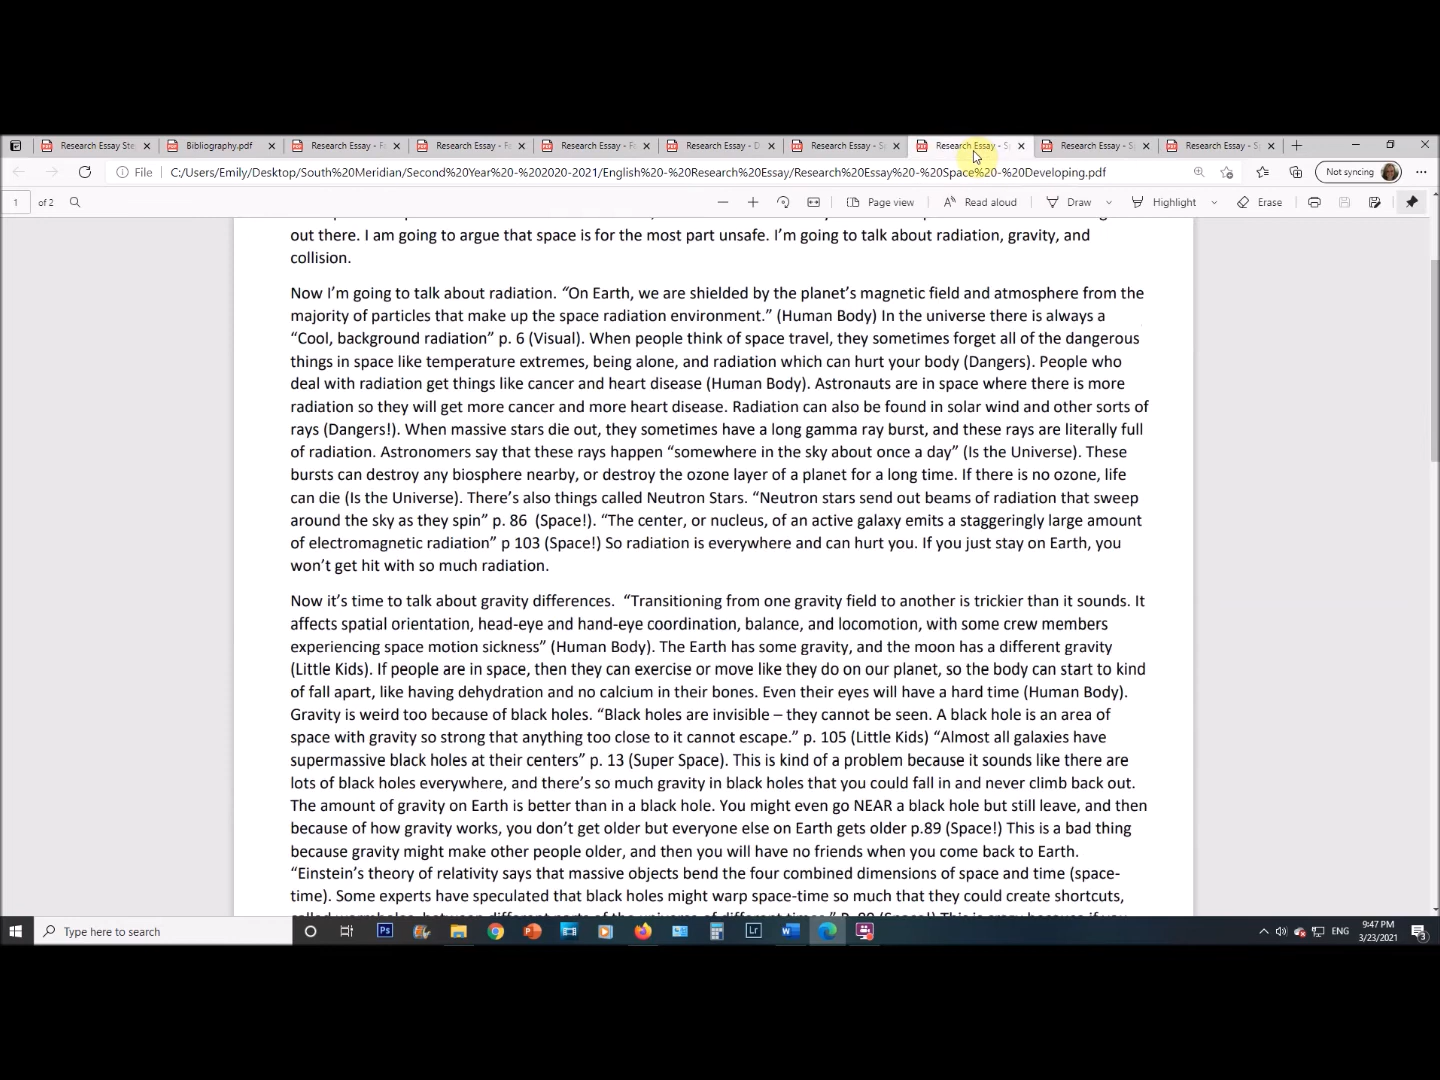 Research Essay Ste
Bibliography.pdf
Research Essay - F
Research Essay - F
Research Essay - F
Research Essay - D
Research Essay - S
Research Essay - S
Research Essay - S
Research Essay - S
File C:/Users/Emily/Desktop/South%20Meridian/Second%20Year%20-%202020-2021/English%20-%20Research%20Essay/Research%20Essay%20-%20Space%20-%20Developing.pdf Not syncing
1 of 2 Page view Read aloud Draw Highlight Erase
out there. I am going to argue that space is for the most part unsafe. I'm going to talk about radiation, gravity, and
collision.
Now I'm going to talk about radiation. “On Earth, we are shielded by the planet's magnetic field and atmosphere from the
majority of particles that make up the space radiation environment.” (Human Body) In the universe there is always a
“Cool, background radiation” p. 6 (Visual). When people think of space travel, they sometimes forget all of the dangerous
things in space like temperature extremes, being alone, and radiation which can hurt your body (Dangers). People who
deal with radiation get things like cancer and heart disease (Human Body). Astronauts are in space where there is more
radiation so they will get more cancer and more heart disease. Radiation can also be found in solar wind and other sorts of
rays (Dangers!). When massive stars die out, they sometimes have a long gamma ray burst, and these rays are literally full
of radiation. Astronomers say that these rays happen “somewhere in the sky about once a day” (Is the Universe). These
bursts can destroy any biosphere nearby, or destroy the ozone layer of a planet for a long time. If there is no ozone, life
can die (Is the Universe). There's also things called Neutron Stars. “Neutron stars send out beams of radiation that sweep
around the sky as they spin” p. 86 (Space!). “The center, or nucleus, of an active galaxy emits a staggeringly large amount
of electromagnetic radiation” p 103 (Space!) So radiation is everywhere and can hurt you. If you just stay on Earth, you
won't get hit with so much radiation.
Now it's time to talk about gravity differences. “Transitioning from one gravity field to another is trickier than it sounds. It
affects spatial orientation, head-eye and hand-eye coordination, balance, and locomotion, with some crew members
experiencing space motion sickness” (Human Body). The Earth has some gravity, and the moon has a different gravity
(Little Kids). If people are in space, then they can exercise or move like they do on our planet, so the body can start to kind
of fall apart, like having dehydration and no calcium in their bones. Even their eyes will have a hard time (Human Body).
Gravity is weird too because of black holes. “Black holes are invisible – they cannot be seen. A black hole is an area of
space with gravity so strong that anything too close to it cannot escape.” p. 105 (Little Kids) “Almost all galaxies have
supermassive black holes at their centers” p. 13 (Super Space). This is kind of a problem because it sounds like there are
lots of black holes everywhere, and there's so much gravity in black holes that you could fall in and never climb back out.
The amount of gravity on Earth is better than in a black hole. You might even go NEAR a black hole but still leave, and then
because of how gravity works, you don't get older but everyone else on Earth gets older p.89 (Space!) This is a bad thing
because gravity might make other people older, and then you will have no friends when you come back to Earth.
“Einstein's theory of relativity says that massive objects bend the four combined dimensions of space and time (space-
time). Some experts have speculated that black holes might warp space-time so much that they could create shortcuts,
Type here to search Ps Lr ENG 9:47 PM
3/23/2021 3